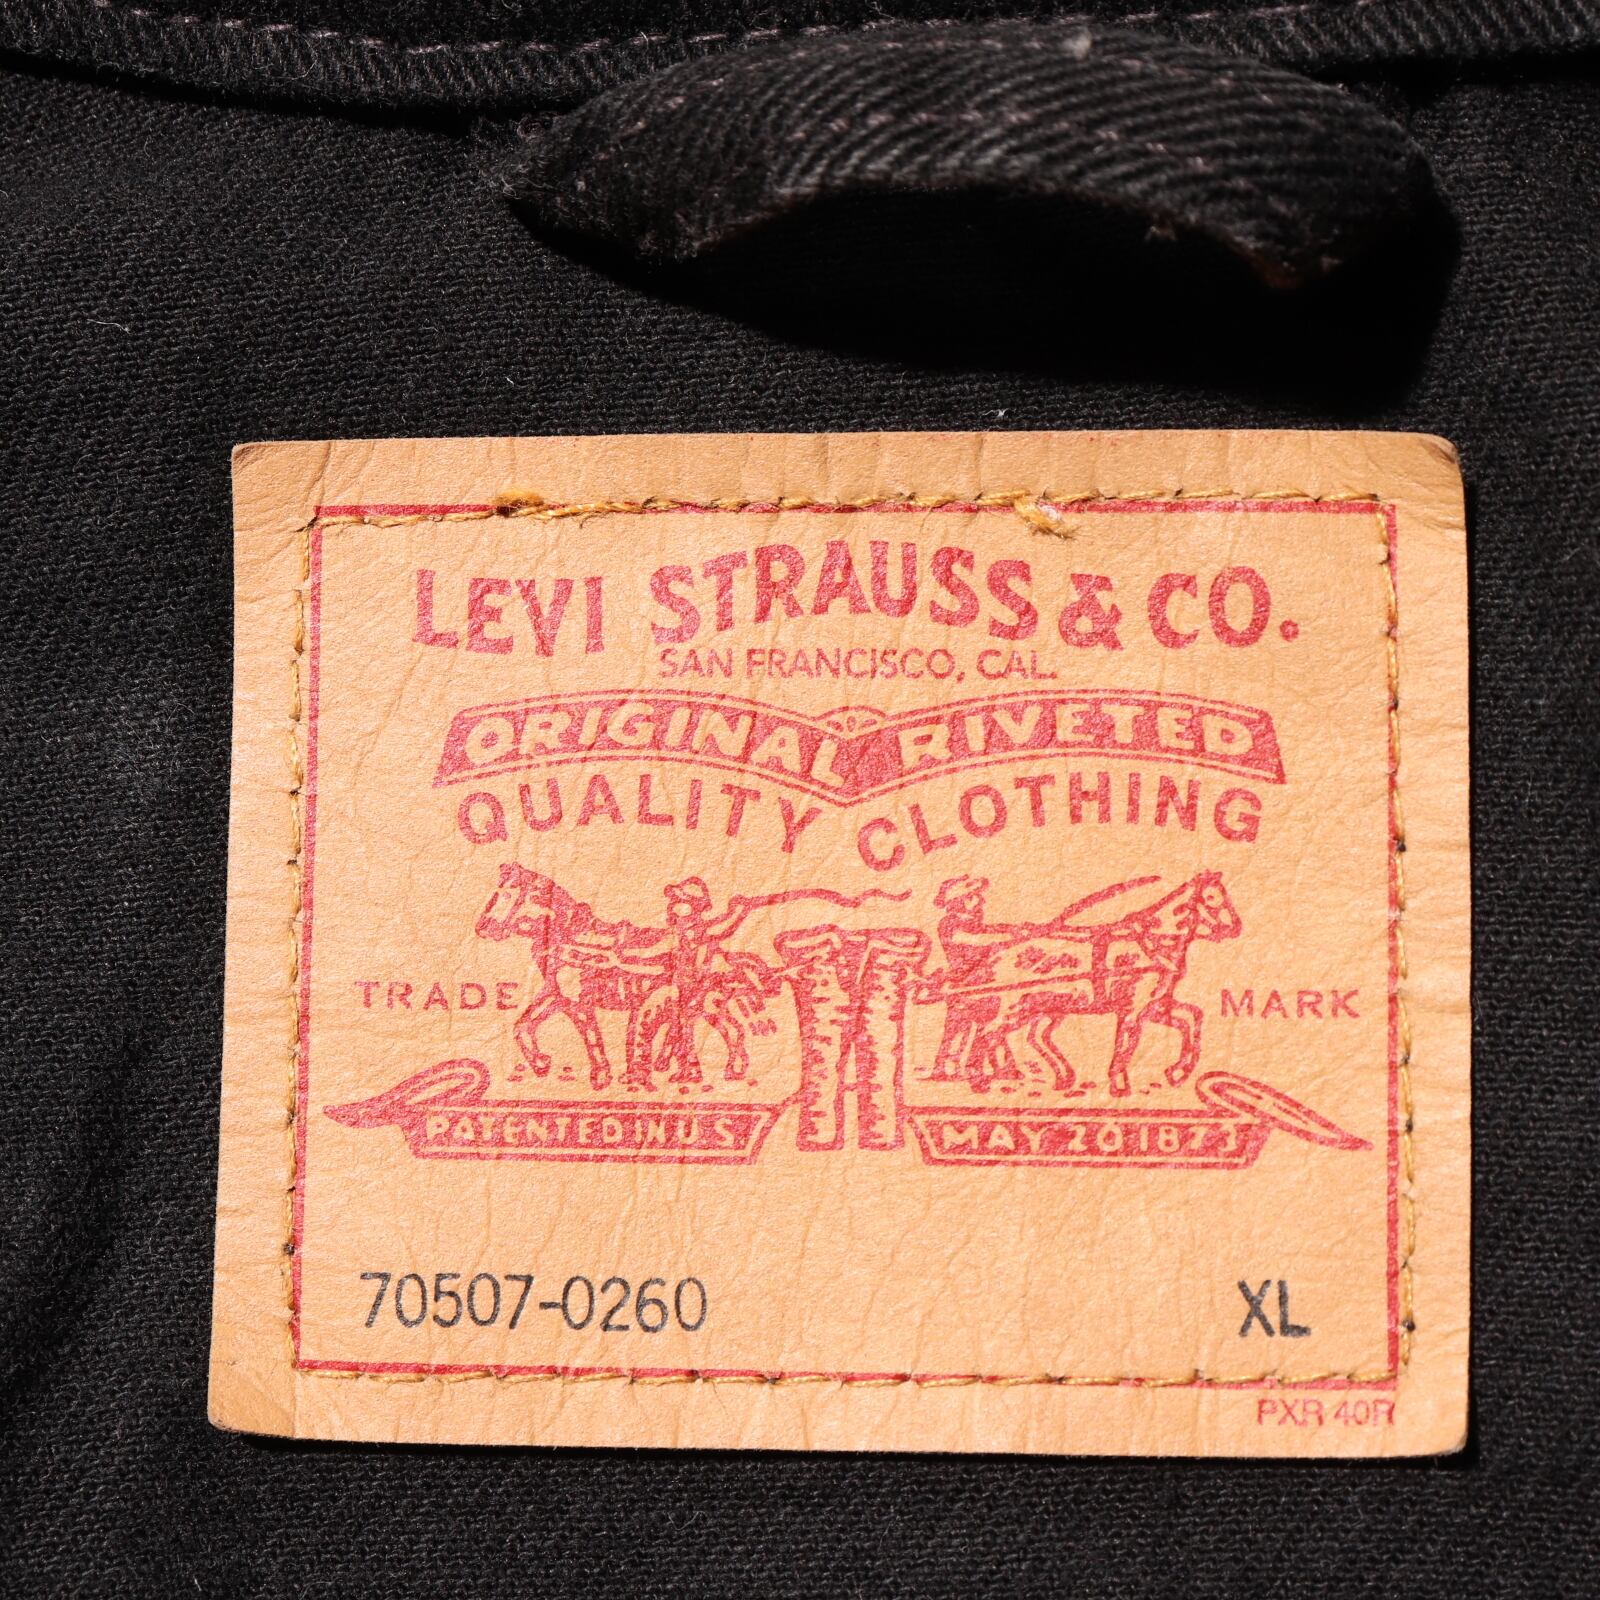 LEVI STRAUSS & CO.
SAN FRANCISCO, CAL.
ORIGINAL RIVETED
QUALITY CLOTHING
TRADE MARK
PATENTED IN U.S. MAY 20 1873
70507-0260 XL
PXR 40R